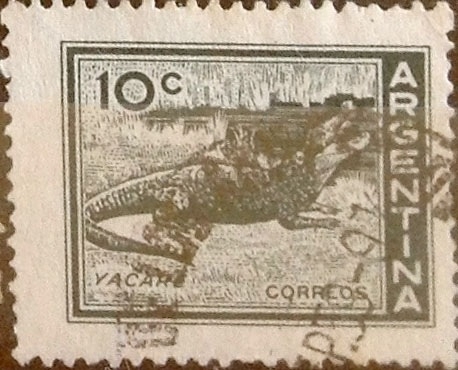 10c
ARGENTINA
YACARE
CORREOS